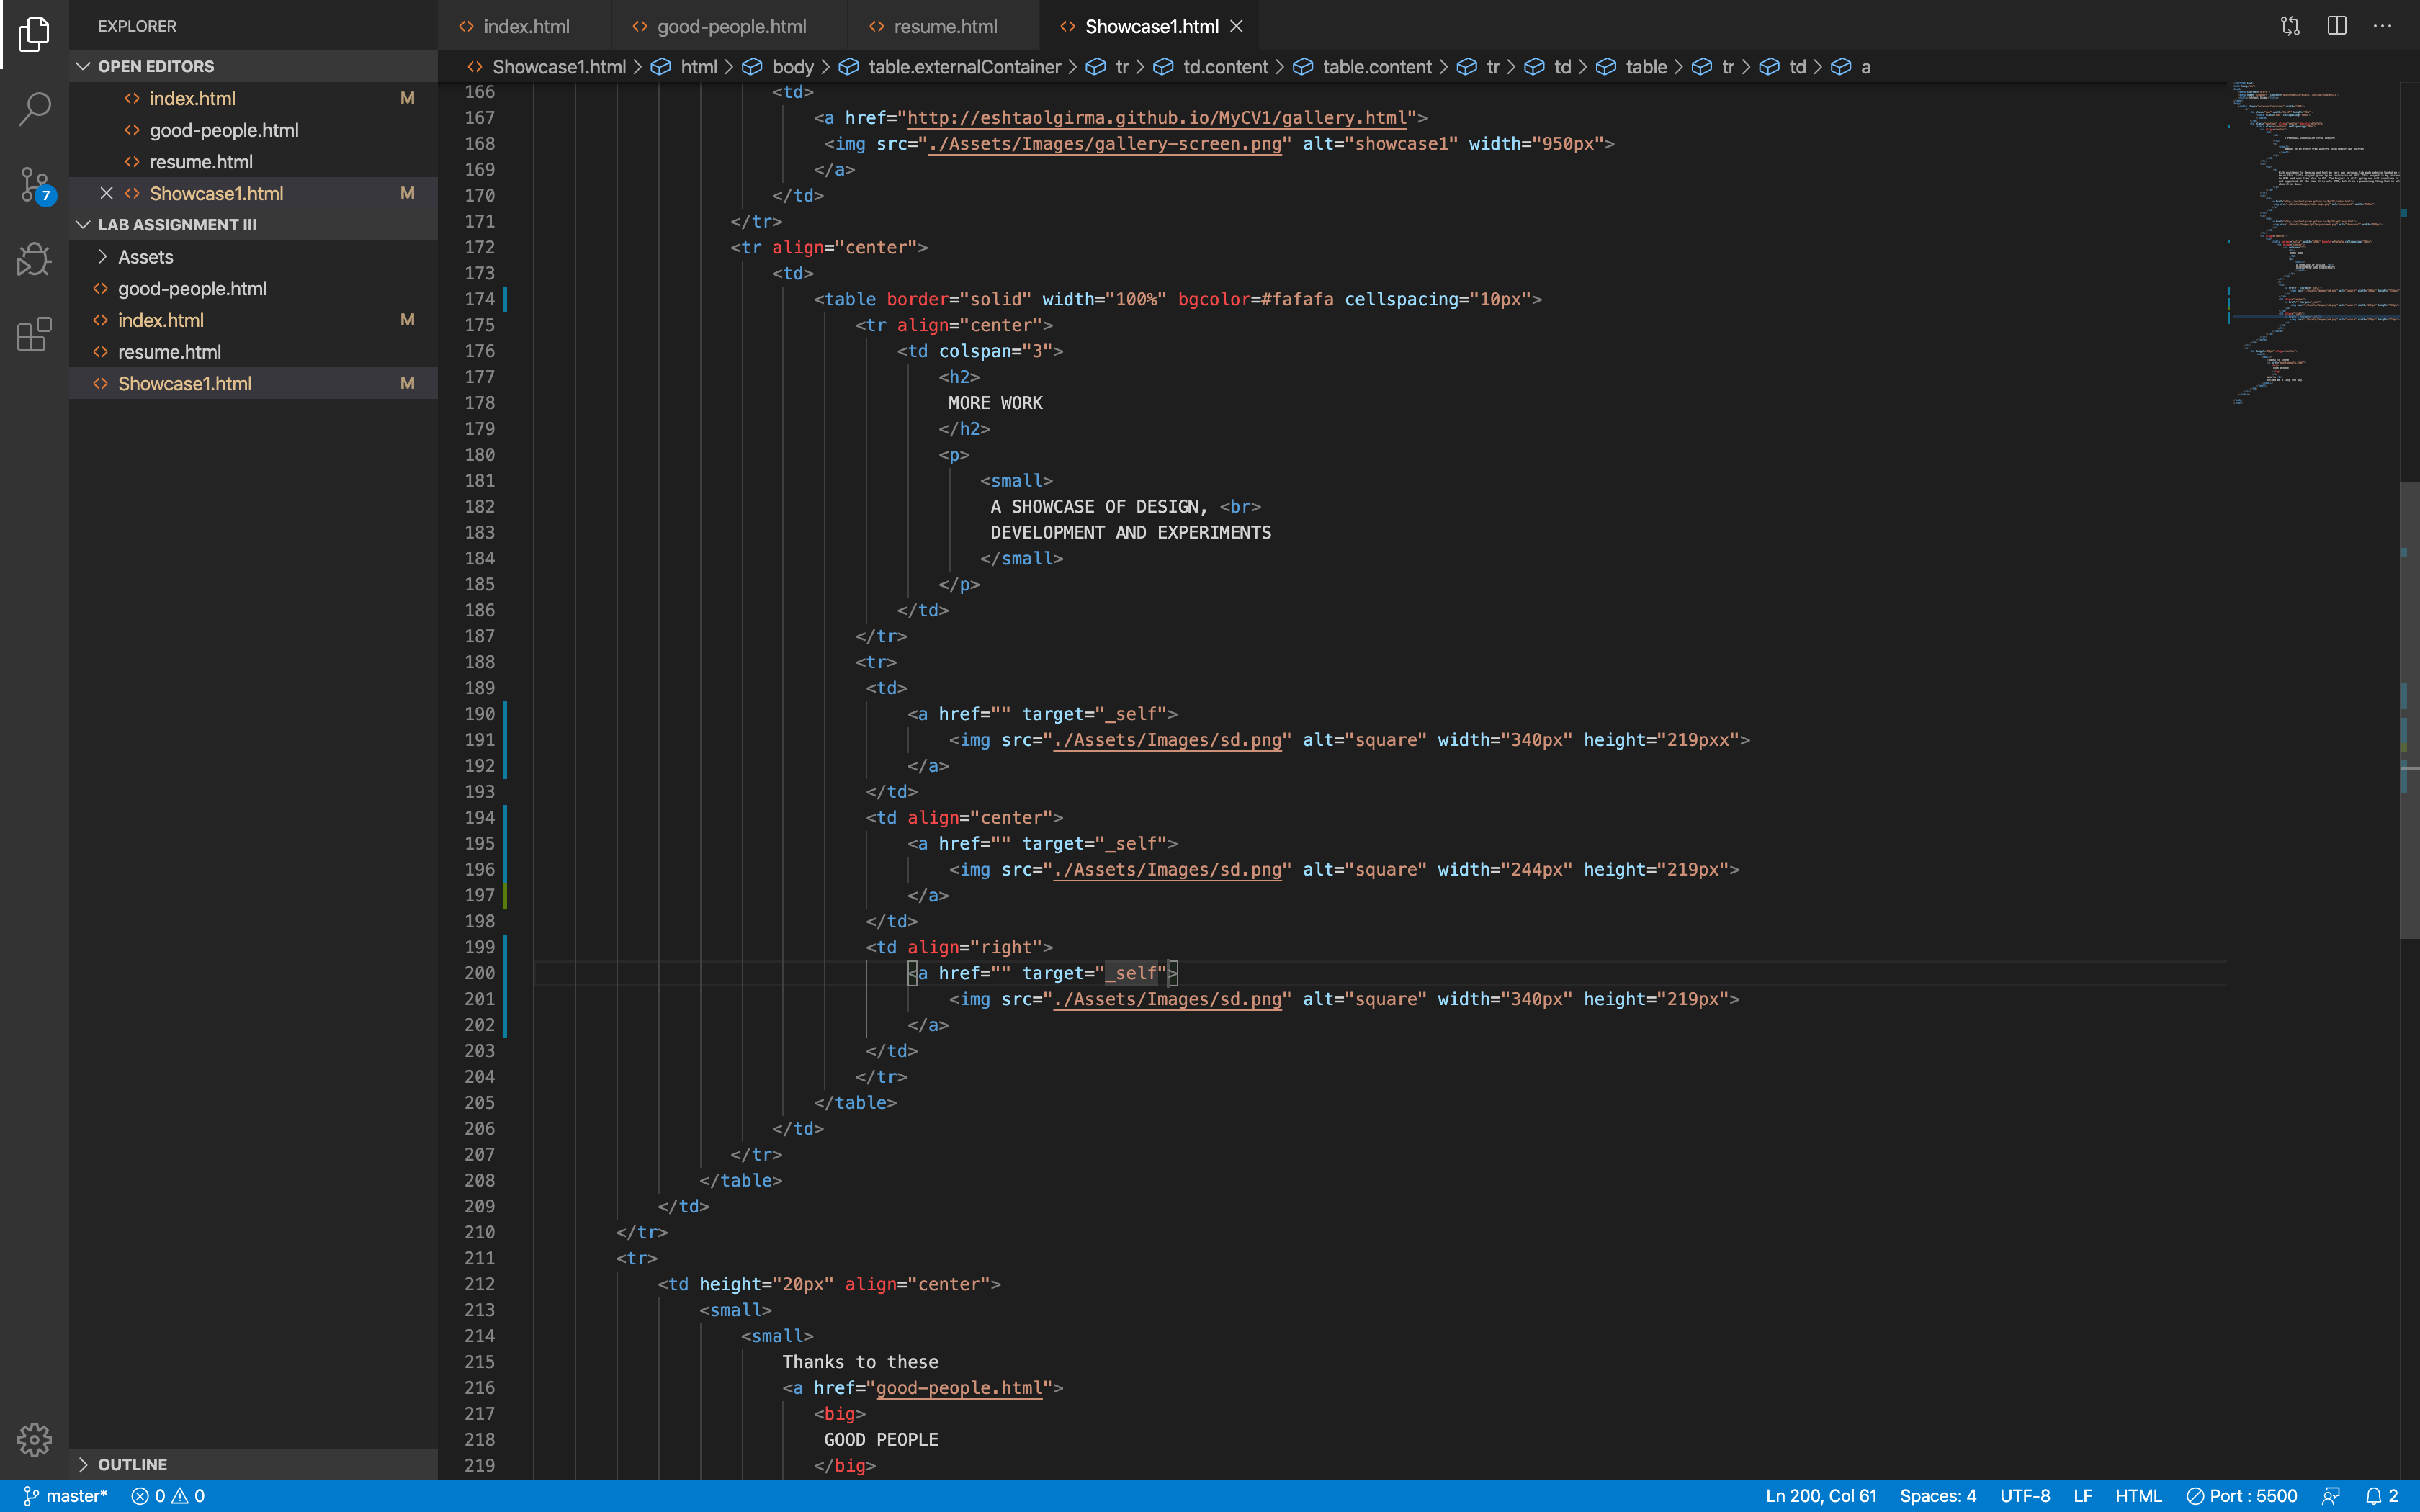 EXPLORER
OPEN EDITORS
index.html M
good-people.html
resume.html
Showcase1.html M
LAB ASSIGNMENT III
Assets
good-people.html
index.html M
resume.html
Showcase1.html M
OUTLINE
7
index.html good-people.html resume.html Showcase1.html
Showcase1.html > html > body > table.externalContainer > tr > td.content > table.content > tr > td > table > tr > td > a
166 <td>
167 <a href="http://eshtaolgirma.github.io/MyCV1/gallery.html">
168 <img src="./Assets/Images/gallery-screen.png" alt="showcase1" width="950px">
169 </a>
170 </td>
171 </tr>
172 <tr align="center">
173 <td>
174 <table border="solid" width="100%" bgcolor=#fafafa cellspacing="10px">
175 <tr align="center">
176 <td colspan="3">
177 <h2>
178 MORE WORK
179 </h2>
180 <p>
181 <small>
182 A SHOWCASE OF DESIGN, <br>
183 DEVELOPMENT AND EXPERIMENTS
184 </small>
185 </p>
186 </td>
187 </tr>
188 <tr>
189 <td>
190 <a href="" target="_self">
191 <img src="./Assets/Images/sd.png" alt="square" width="340px" height="219pxx">
192 </a>
193 </td>
194 <td align="center">
195 <a href="" target="_self">
196 <img src="./Assets/Images/sd.png" alt="square" width="244px" height="219px">
197 </a>
198 </td>
199 <td align="right">
200 <a href="" target="_self">
201 <img src="./Assets/Images/sd.png" alt="square" width="340px" height="219px">
202 </a>
203 </td>
204 </tr>
205 </table>
206 </td>
207 </tr>
208 </table>
209 </td>
210 </tr>
211 <tr>
212 <td height="20px" align="center">
213 <small>
214 <small>
215 Thanks to these
216 <a href="good-people.html">
217 <big>
218 GOOD PEOPLE
219 </big>
master* 0 0 Ln 200, Col 61 Spaces: 4 UTF-8 LF HTML Port : 5500 2